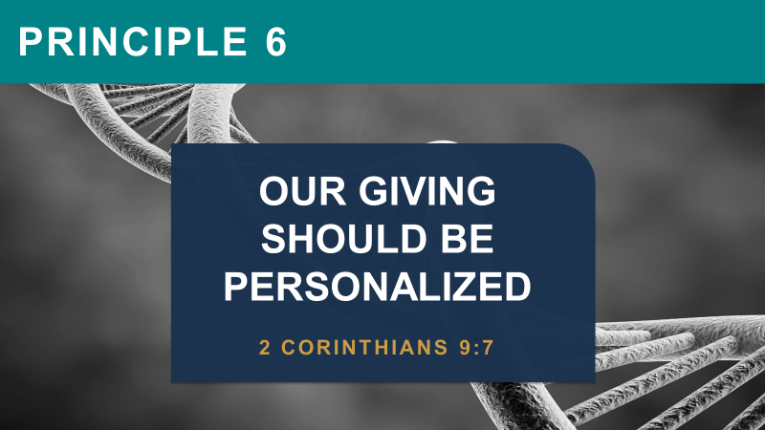 PRINCIPLE 6
OUR GIVING
SHOULD BE
PERSONALIZED
2 CORINTHIANS 9:7